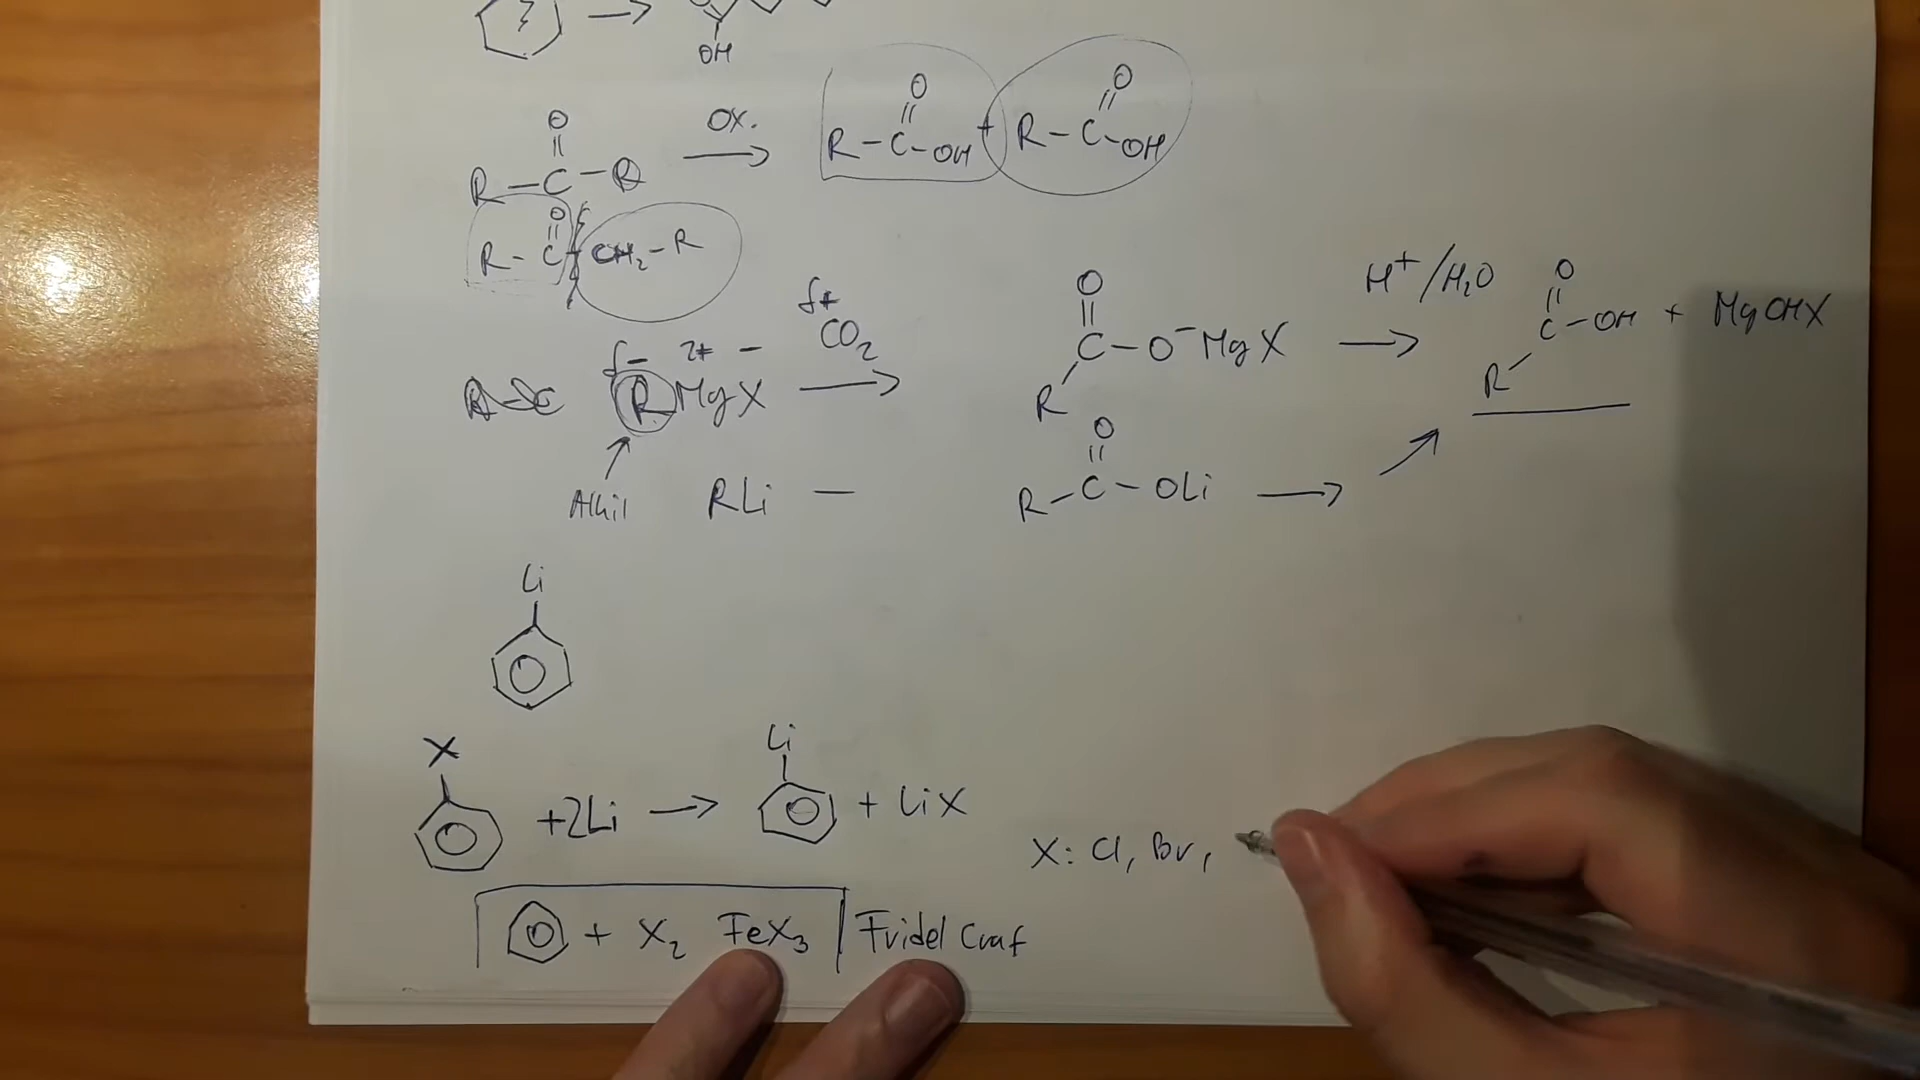 OH
O O
O OX. R-C-OH + R-C-OH
R-C-R
O
R-C-CH2-R
δ- 2+ - δ+ CO2 O H+/H2O O
RMgX → C-O⁻MgX → C-OH + MgOHX
R R
O
Alkil RLi — R-C-OLi →
Li
X Li
+2Li → + LiX
X: Cl, Br,
+ X2 FeX3 Fridel Craf